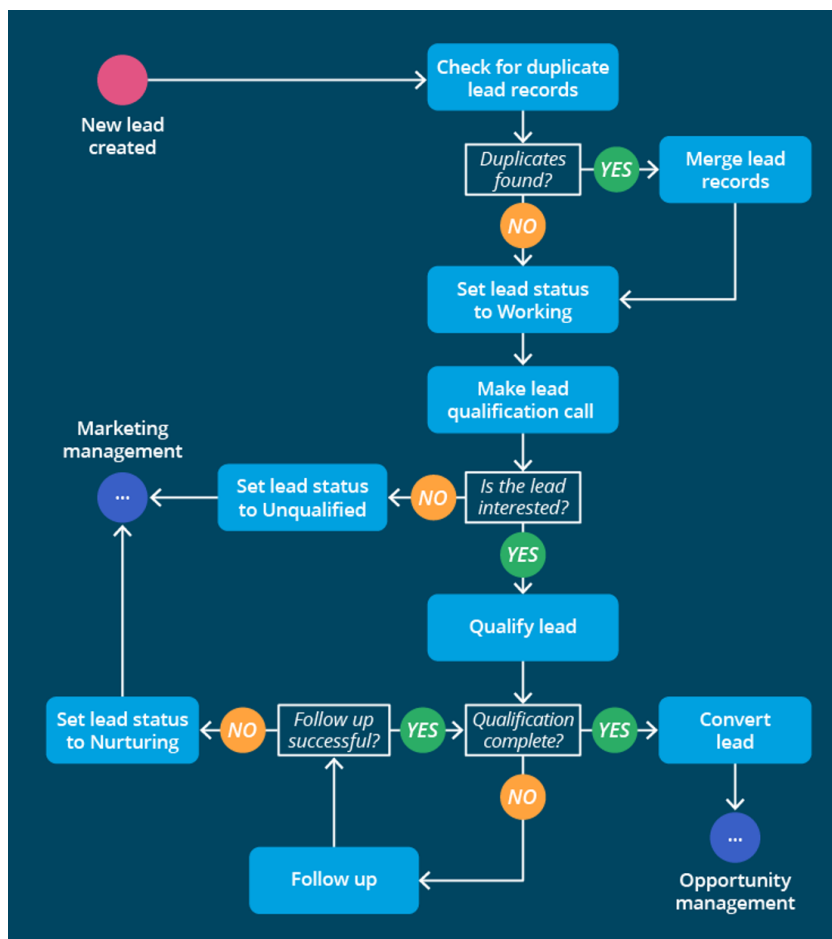 Check for duplicate
lead records
New lead
created
Duplicates
found?
YES
Merge lead
records
NO
Set lead status
to Working
Make lead
qualification call
Marketing
management
...
Set lead status
to Unqualified
NO
Is the lead
interested?
YES
Qualify lead
Set lead status
to Nurturing
NO
Follow up
successful?
YES
Qualification
complete?
YES
Convert
lead
NO
...
Follow up
Opportunity
management